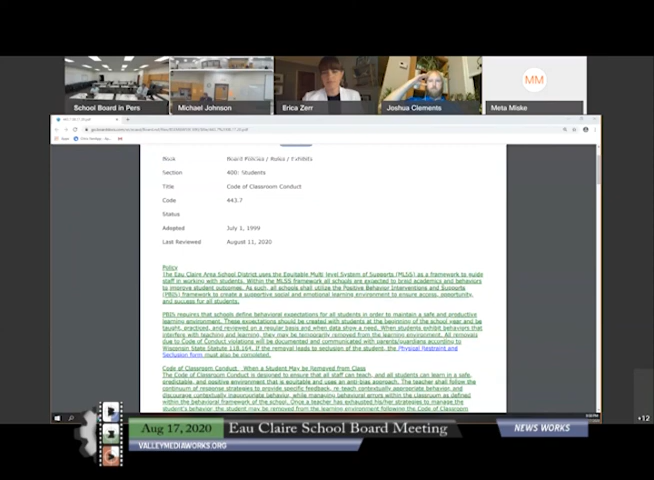 MM
School Board in Pers
Michael Johnson
Erica Zerr
Joshua Clements
Meta Miske
Book Board Policies / Rules / Exhibits
Section 400: Students
Title Code of Classroom Conduct
Code 443.7
Status
Adopted July 1, 1999
Last Reviewed August 11, 2020
Policy
The Eau Claire Area School District uses the Equitable Multi level System of Supports (MLSS) as a framework to guide
staff in working with students. Within the MLSS framework all schools are expected to braid academics and behaviors
to improve student outcomes. As such, all schools shall utilize the Positive Behavior Interventions and Supports
(PBIS) framework to create a supportive social and emotional learning environment to ensure access, opportunity,
and success for all students.
PBIS requires that schools define behavioral expectations for all students in order to maintain a safe and productive
learning environment. These expectations should be created with students at the beginning of the school year and be
taught, practiced, and reviewed on a regular basis and when data show a need. When students exhibit behaviors that
interfere with teaching and learning, they may be temporarily removed from the learning environment. All removals
due to Code of Conduct violations will be documented and communicated with parents/guardians according to
Wisconsin State Statute 118.164. If the removal leads to seclusion of the student, the Physical Restraint and
Seclusion form must also be completed.
Code of Classroom Conduct When a Student May be Removed from Class
The Code of Classroom Conduct is designed to ensure that all staff can teach, and all students can learn in a safe,
predictable, and positive environment that is equitable and uses an anti-bias approach. The teacher shall follow the
continuum of response strategies to provide specific feedback, re teach contextually appropriate behavior, and
discourage contextually inappropriate behavior, while managing behavioral errors within the classroom as defined
within the behavioral framework of the school. Once a teacher has exhausted his/her strategies to manage the
student's behavior, the student may be removed from the learning environment following the Code of Classroom
+12
Aug 17, 2020 Eau Claire School Board Meeting NEWS WORKS
VALLEYMEDIAWORKS.ORG